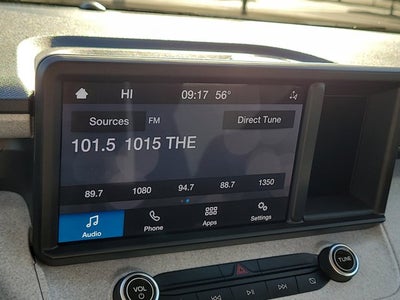 HI 09:17 56°
Sources FM Direct Tune
101.5 1015 THE
89.7 1080 94.7 88.7 1350
Audio Phone Apps Settings
VOL TUNE